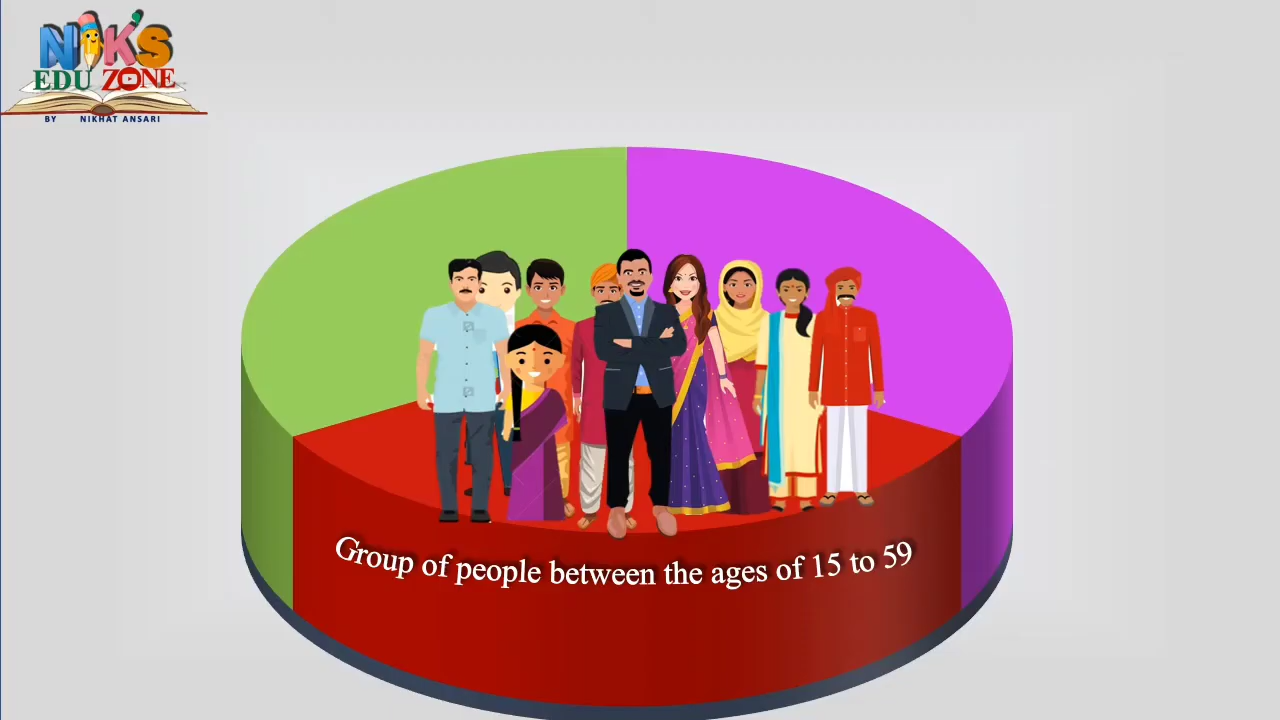 NIKS
EDU ZONE
BY NIKHAT ANSARI
Group of people between the ages of 15 to 59